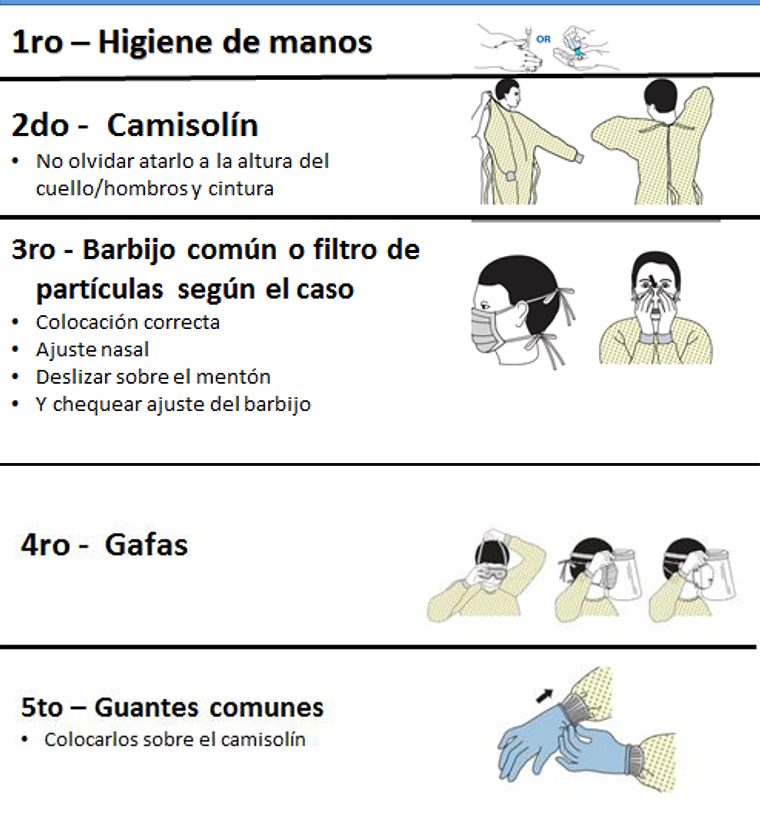 1ro – Higiene de manos
OR
2do - Camisolín
• No olvidar atarlo a la altura del
cuello/hombros y cintura
3ro - Barbijo común o filtro de
partículas según el caso
• Colocación correcta
• Ajuste nasal
• Deslizar sobre el mentón
• Y chequear ajuste del barbijo
4ro - Gafas
5to – Guantes comunes
• Colocarlos sobre el camisolín